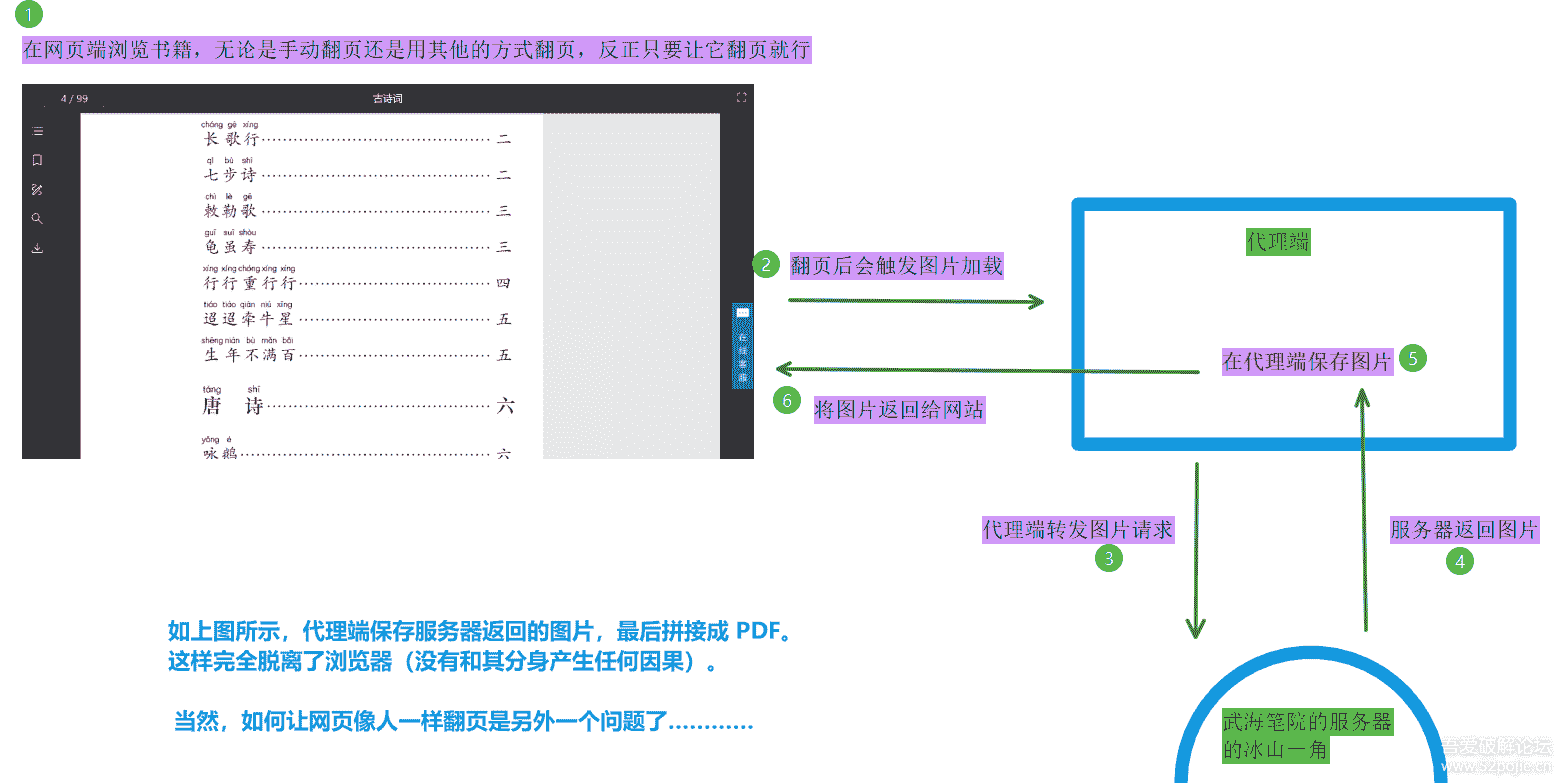 1
在网页端浏览书籍，无论是手动翻页还是用其他的方式翻页，反正只要让它翻页就行
4 / 99
古诗词
cháng gē xíng
长歌行 二
qī bù shī
七步诗 二
chì lè gē
敕勒歌 三
guī suī shòu
龟虽寿 三
xíng xíng chóng xíng xíng
行行重行行 四
tiáo tiáo qiān niú xīng
迢迢牵牛星 五
shēng nián bù mǎn bǎi
生年不满百 五
táng shī
唐诗 六
yǒng é
咏鹅 六
在线客服
2
翻页后会触发图片加载
代理端
在代理端保存图片
5
6
将图片返回给网站
代理端转发图片请求
3
服务器返回图片
4
如上图所示，代理端保存服务器返回的图片，最后拼接成 PDF。
这样完全脱离了浏览器（没有和其分身产生任何因果）。
当然，如何让网页像人一样翻页是另外一个问题了…………
武海笔院的服务器
的冰山一角
吾爱破解论坛
www.52pojie.cn